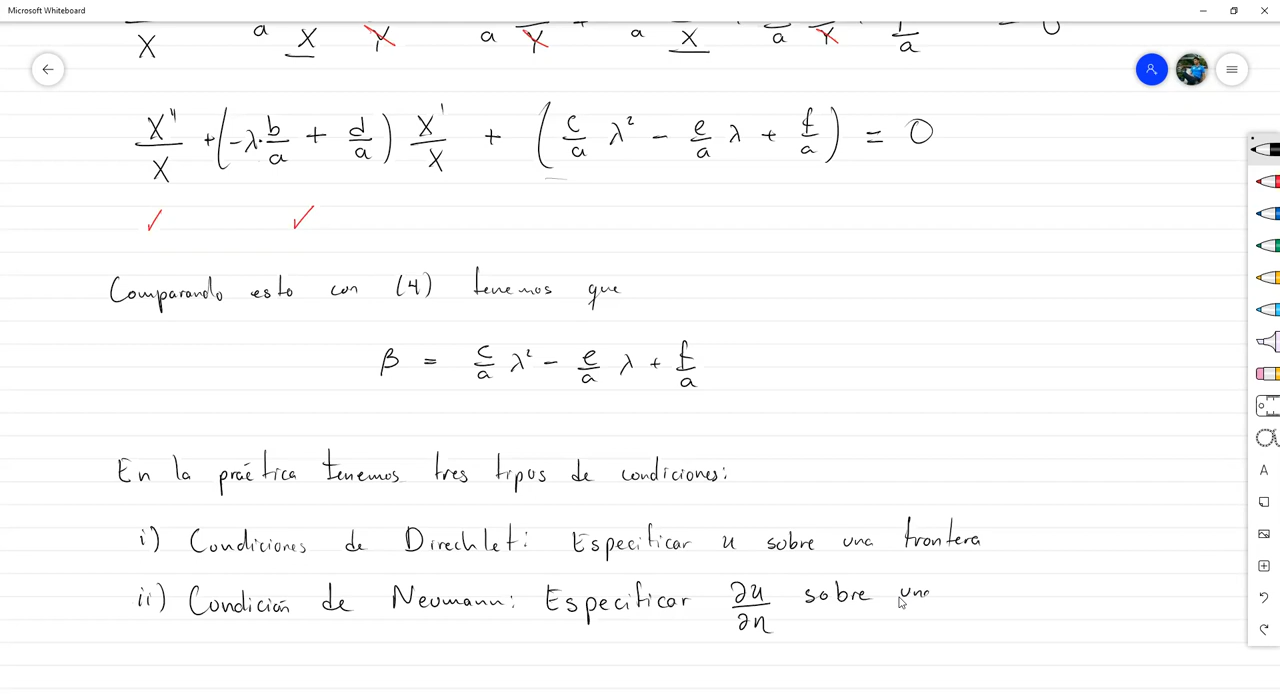 Microsoft Whiteboard
X a X Y a Y a X a Y a = 0
X''/X + (-λ·b/a + d/a) X'/X + (c/a λ² - e/a λ + f/a) = 0
✓ ✓
Comparando esto con (4) tenemos que
β = c/a λ² - e/a λ + f/a
En la práctica tenemos tres tipos de condiciones:
i) Condiciones de Direchlet: Especificar u sobre una frontera
ii) Condición de Neumann: Especificar ∂u/∂n sobre una
A